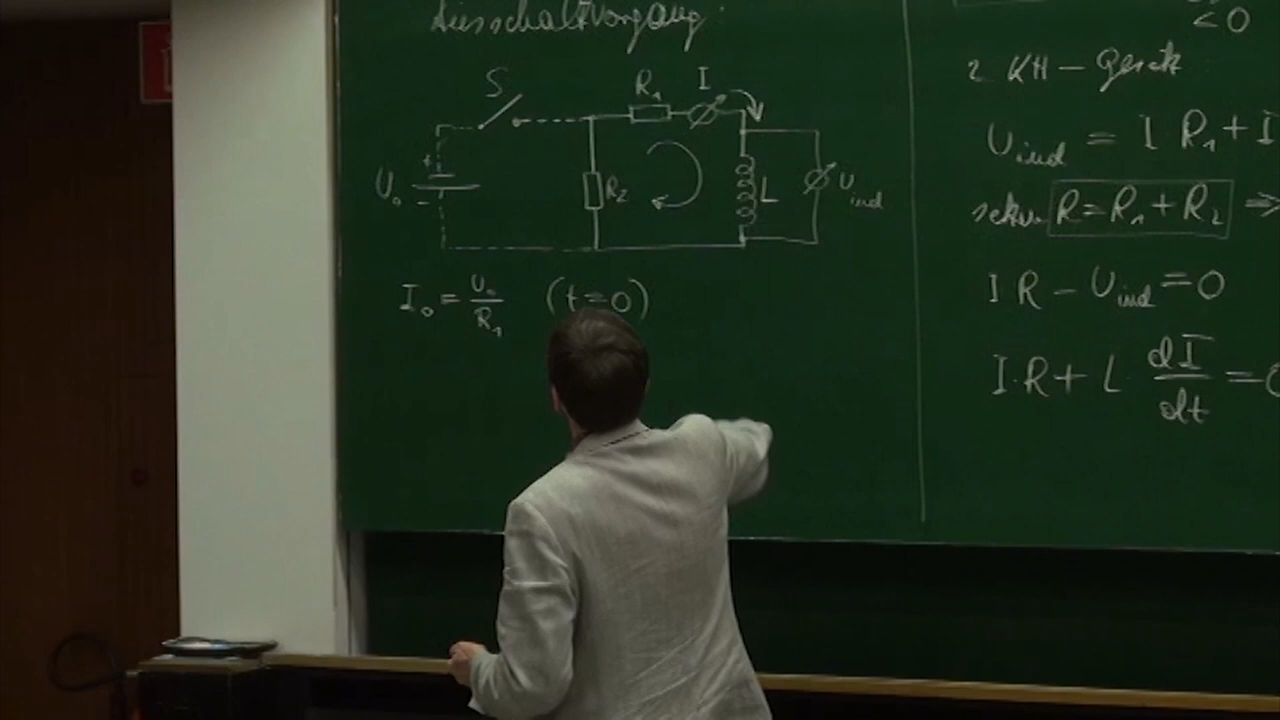 Ausschaltvorgang:
S
R₁ I
U₀ + -
R₂ L U_ind
I₀ = U₀/R₁ (t=0)
< 0
2 KH - Gesetz:
U_ind = I R₁ + I
R = R₁ + R₂ ⇒
I R - U_ind = 0
I·R + L · dI/dt = 0